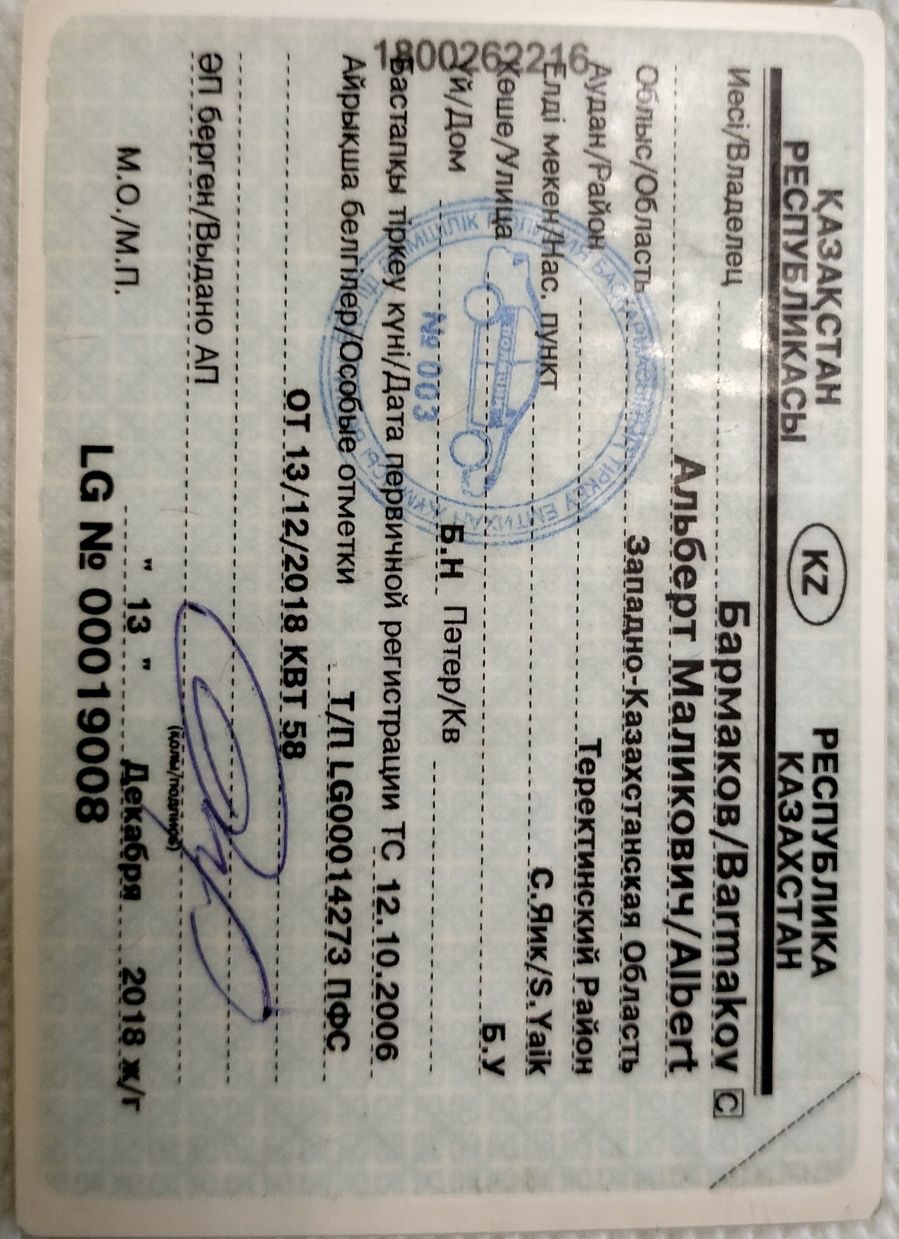 ҚАЗАҚСТАН РЕСПУБЛИКАСЫ
KZ
РЕСПУБЛИКА КАЗАХСТАН
Иесі/Владелец Бармаков/Barmakov C
Альберт Маликович/Albert
Облыс/Область Западно-Казахстанская Область
Аудан/Район Теректинский Район
Елді мекен/Нас. пункт С.Яик/S.Yaik
Көше/Улица Б.У
Үй/Дом Б.Н Пәтер/Кв
Бастапқы тіркеу күні/Дата первичной регистрации ТС 12.10.2006
Айрықша белгілер/Особые отметки Т/П LG00014273 ПФС
ОТ 13/12/2018 КВТ 58
ӘП берген/Выдано АП
(қолы/подпись)
М.О./М.П. " 13 " Декабря 2018 ж/г
LG № 00019008
1800262216
№ 003